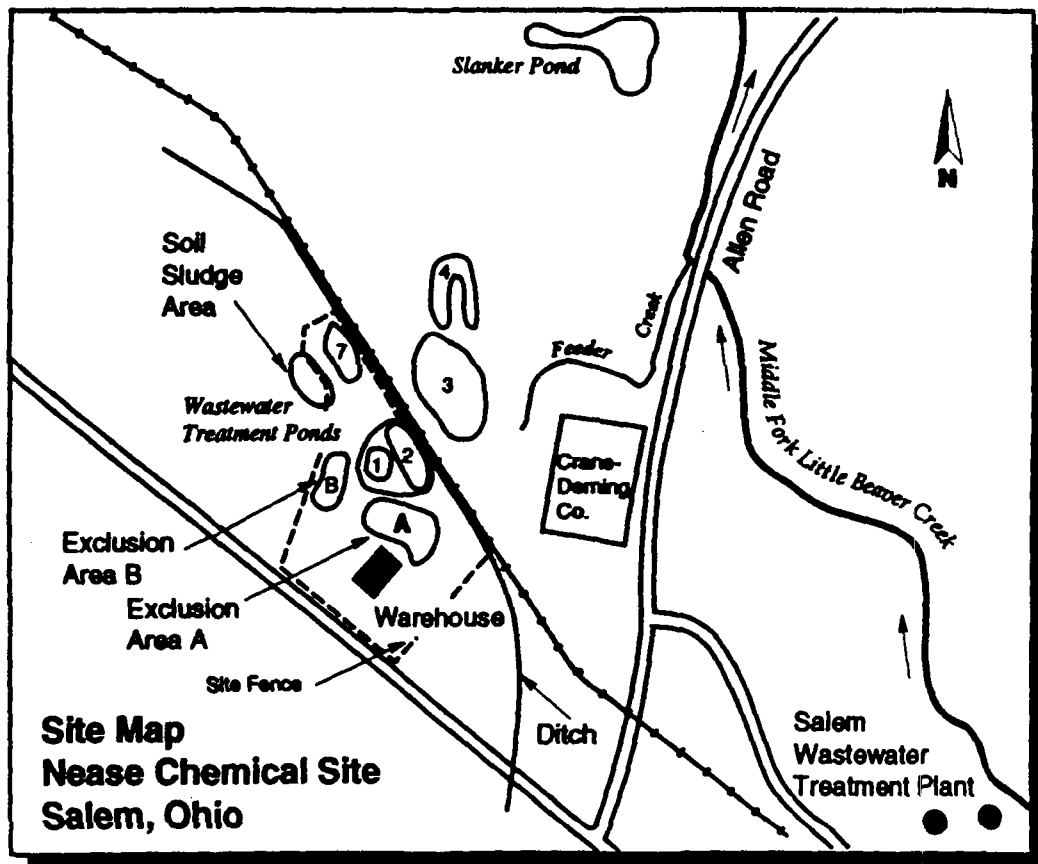 Slanker Pond
N
Allen Road
Soil
Sludge
Area
4
Creek
Feeder
7
3
Middle Fork Little Beaver Creek
Wastewater
Treatment Ponds
1
2
B
A
Crane-
Deming
Co.
Exclusion
Area B
Exclusion
Area A
Warehouse
Site Fence
Ditch
Salem
Wastewater
Treatment Plant
Site Map
Nease Chemical Site
Salem, Ohio